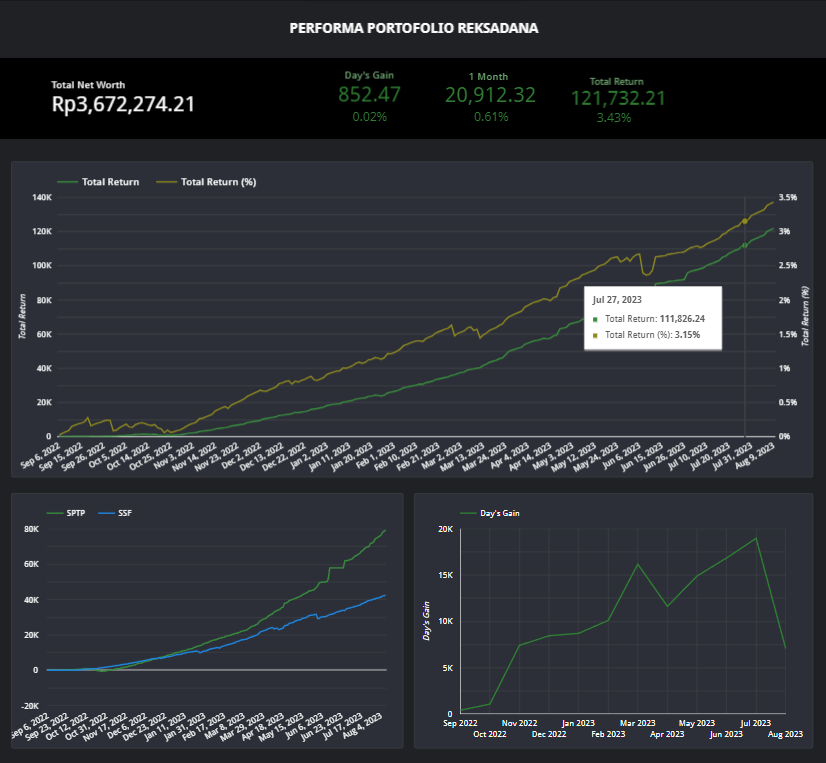 PERFORMA PORTOFOLIO REKSADANA
Total Net Worth
Rp3,672,274.21
Day's Gain
852.47
0.02%
1 Month
20,912.32
0.61%
Total Return
121,732.21
3.43%
Total Return Total Return (%)
140K
120K
100K
80K
60K
40K
20K
0
Total Return
3.5%
3%
2.5%
2%
1.5%
1%
0.5%
0%
Total Return (%)
Jul 27, 2023
Total Return: 111,826.24
Total Return (%): 3.15%
Sep 6, 2022
Sep 15, 2022
Sep 26, 2022
Oct 5, 2022
Oct 14, 2022
Oct 25, 2022
Nov 3, 2022
Nov 14, 2022
Nov 23, 2022
Dec 2, 2022
Dec 13, 2022
Dec 22, 2022
Jan 2, 2023
Jan 11, 2023
Jan 20, 2023
Feb 1, 2023
Feb 10, 2023
Feb 21, 2023
Mar 2, 2023
Mar 13, 2023
Mar 24, 2023
Apr 5, 2023
Apr 14, 2023
May 3, 2023
May 12, 2023
May 24, 2023
Jun 6, 2023
Jun 15, 2023
Jun 26, 2023
Jul 10, 2023
Jul 20, 2023
Jul 31, 2023
Aug 9, 2023
SPTP SSF
80K
60K
40K
20K
0
-20K
Sep 6, 2022
Sep 23, 2022
Oct 12, 2022
Oct 31, 2022
Nov 17, 2022
Dec 6, 2022
Dec 23, 2022
Jan 11, 2023
Jan 31, 2023
Feb 17, 2023
Mar 8, 2023
Mar 29, 2023
Apr 18, 2023
May 15, 2023
Jun 6, 2023
Jun 23, 2023
Jul 17, 2023
Aug 4, 2023
Day's Gain
20K
15K
10K
5K
0
Day's Gain
Sep 2022
Oct 2022
Nov 2022
Dec 2022
Jan 2023
Feb 2023
Mar 2023
Apr 2023
May 2023
Jun 2023
Jul 2023
Aug 2023